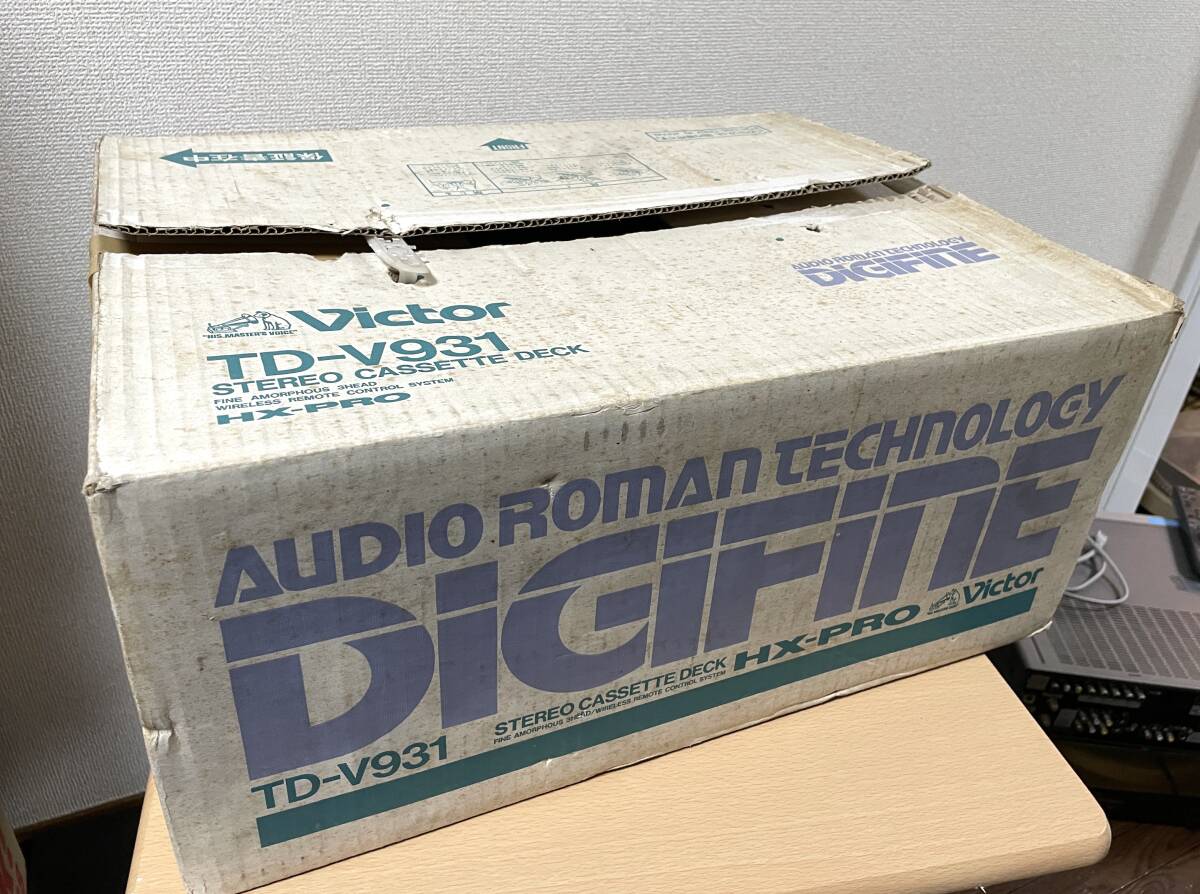 保証書在中
FRONT
AUDIO ROMAN TECHNOLOGY
DIGIFINE
"HIS MASTER'S VOICE"
Victor
TD-V931
STEREO CASSETTE DECK
FINE AMORPHOUS 3HEAD
WIRELESS REMOTE CONTROL SYSTEM
HX-PRO
AUDIO ROMAN TECHNOLOGY
DIGIFINE
TD-V931
STEREO CASSETTE DECK
FINE AMORPHOUS 3HEAD/WIRELESS REMOTE CONTROL SYSTEM
HX-PRO
Victor